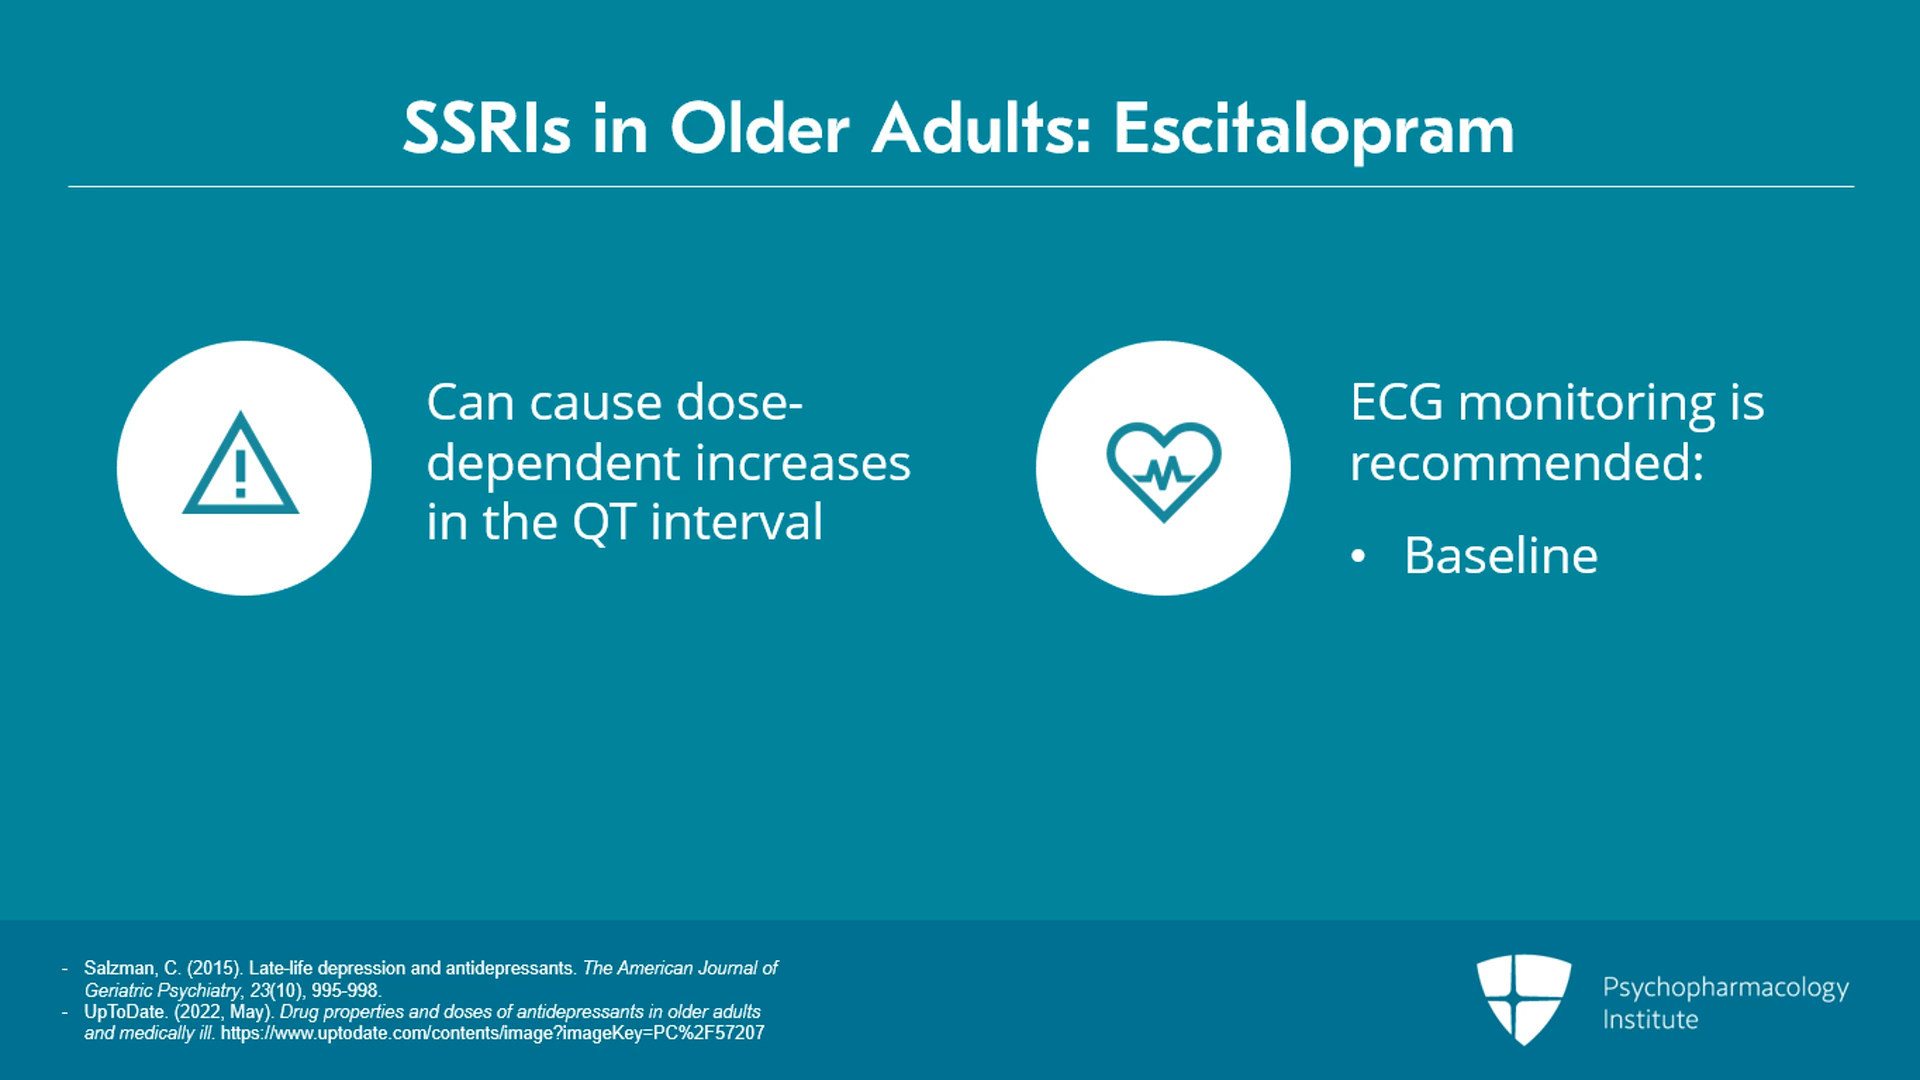 SSRIs in Older Adults: Escitalopram
Can cause dose-
dependent increases
in the QT interval
ECG monitoring is
recommended:
• Baseline
- Salzman, C. (2015). Late-life depression and antidepressants. The American Journal of
Geriatric Psychiatry, 23(10), 995-998.
- UpToDate. (2022, May). Drug properties and doses of antidepressants in older adults
and medically ill. https://www.uptodate.com/contents/image?imageKey=PC%2F57207
Psychopharmacology
Institute